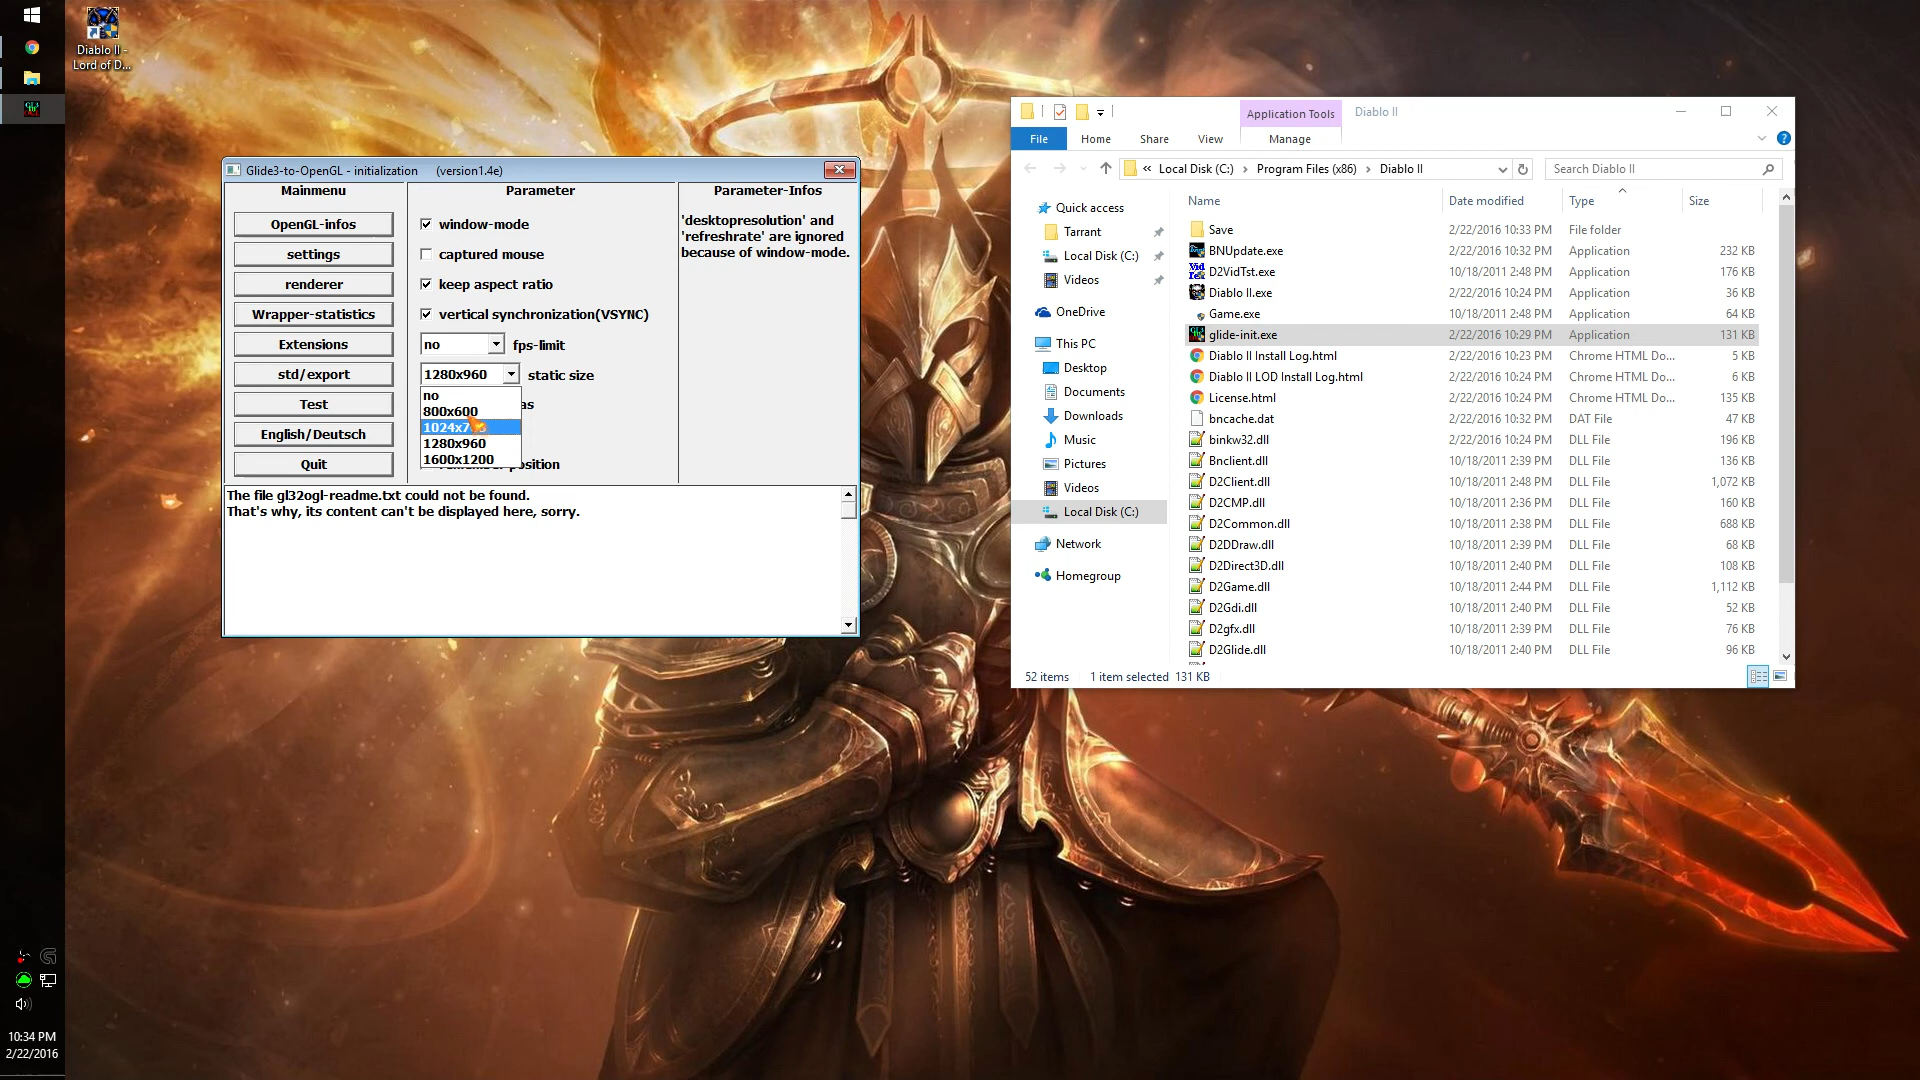 Diablo II -
Lord of D...
Glide3-to-OpenGL - initialization (version1.4e)
Mainmenu
OpenGL-infos
settings
renderer
Wrapper-statistics
Extensions
std/export
Test
English/Deutsch
Quit
Parameter
window-mode
captured mouse
keep aspect ratio
vertical synchronization(VSYNC)
no fps-limit
1280x960 static size
no
800x600
1280x960
1600x1200
position
Parameter-Infos
'desktopresolution' and
'refreshrate' are ignored
because of window-mode.
The file gl32ogl-readme.txt could not be found.
That's why, its content can't be displayed here, sorry.
Application Tools Diablo II
File Home Share View Manage
« Local Disk (C:) Program Files (x86) Diablo II
Search Diablo II
Quick access
Tarrant
Local Disk (C:)
Videos
OneDrive
This PC
Desktop
Documents
Downloads
Music
Pictures
Videos
Local Disk (C:)
Network
Homegroup
Name Date modified Type Size
Save 2/22/2016 10:33 PM File folder
BNUpdate.exe 2/22/2016 10:32 PM Application 232 KB
D2VidTst.exe 10/18/2011 2:48 PM Application 176 KB
Diablo II.exe 2/22/2016 10:24 PM Application 36 KB
Game.exe 10/18/2011 2:48 PM Application 64 KB
glide-init.exe 2/22/2016 10:29 PM Application 131 KB
Diablo II Install Log.html 2/22/2016 10:23 PM Chrome HTML Do... 5 KB
Diablo II LOD Install Log.html 2/22/2016 10:24 PM Chrome HTML Do... 6 KB
License.html 2/22/2016 10:24 PM Chrome HTML Do... 135 KB
bncache.dat 2/22/2016 10:32 PM DAT File 47 KB
binkw32.dll 2/22/2016 10:24 PM DLL File 196 KB
Bnclient.dll 10/18/2011 2:39 PM DLL File 136 KB
D2Client.dll 10/18/2011 2:48 PM DLL File 1,072 KB
D2CMP.dll 10/18/2011 2:36 PM DLL File 160 KB
D2Common.dll 10/18/2011 2:38 PM DLL File 688 KB
D2DDraw.dll 10/18/2011 2:39 PM DLL File 68 KB
D2Direct3D.dll 10/18/2011 2:40 PM DLL File 108 KB
D2Game.dll 10/18/2011 2:44 PM DLL File 1,112 KB
D2Gdi.dll 10/18/2011 2:40 PM DLL File 52 KB
D2gfx.dll 10/18/2011 2:39 PM DLL File 76 KB
D2Glide.dll 10/18/2011 2:40 PM DLL File 96 KB
52 items 1 item selected 131 KB
10:34 PM
2/22/2016